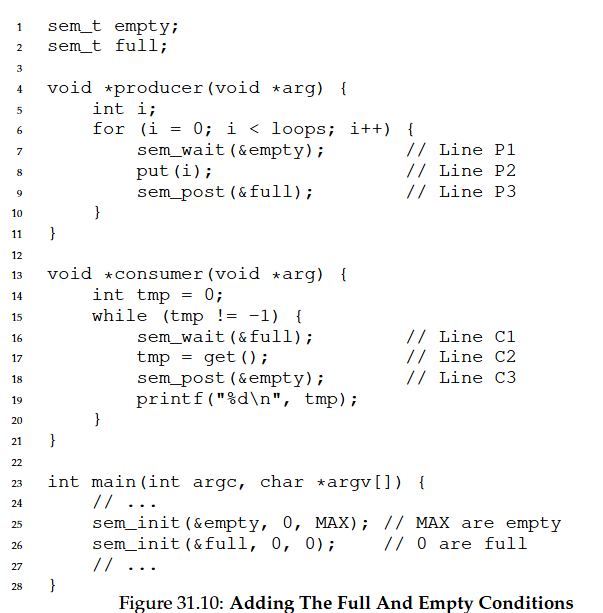 1 sem_t empty;
2 sem_t full;
3
4 void *producer(void *arg) {
5 int i;
6 for (i = 0; i < loops; i++) {
7 sem_wait(&empty); // Line P1
8 put(i); // Line P2
9 sem_post(&full); // Line P3
10 }
11 }
12
13 void *consumer(void *arg) {
14 int tmp = 0;
15 while (tmp != -1) {
16 sem_wait(&full); // Line C1
17 tmp = get(); // Line C2
18 sem_post(&empty); // Line C3
19 printf("%d\n", tmp);
20 }
21 }
22
23 int main(int argc, char *argv[]) {
24 // ...
25 sem_init(&empty, 0, MAX); // MAX are empty
26 sem_init(&full, 0, 0); // 0 are full
27 // ...
28 }
Figure 31.10: Adding The Full And Empty Conditions